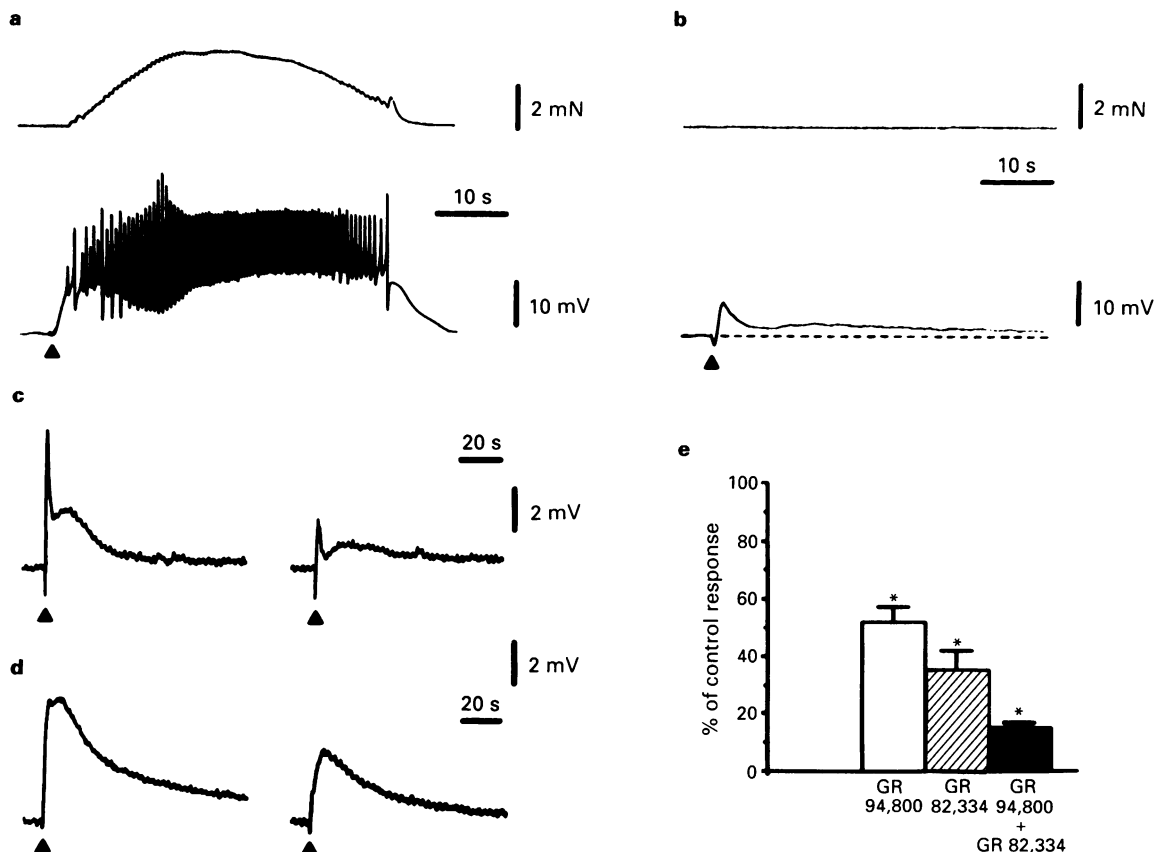 a
2 mN
10 s
10 mV
b
2 mN
10 s
10 mV
c
20 s
2 mV
d
2 mV
20 s
e
% of control response
100
80
60
40
20
0
*
*
*
GR
94,800
GR
82,334
GR
94,800
+
GR 82,334